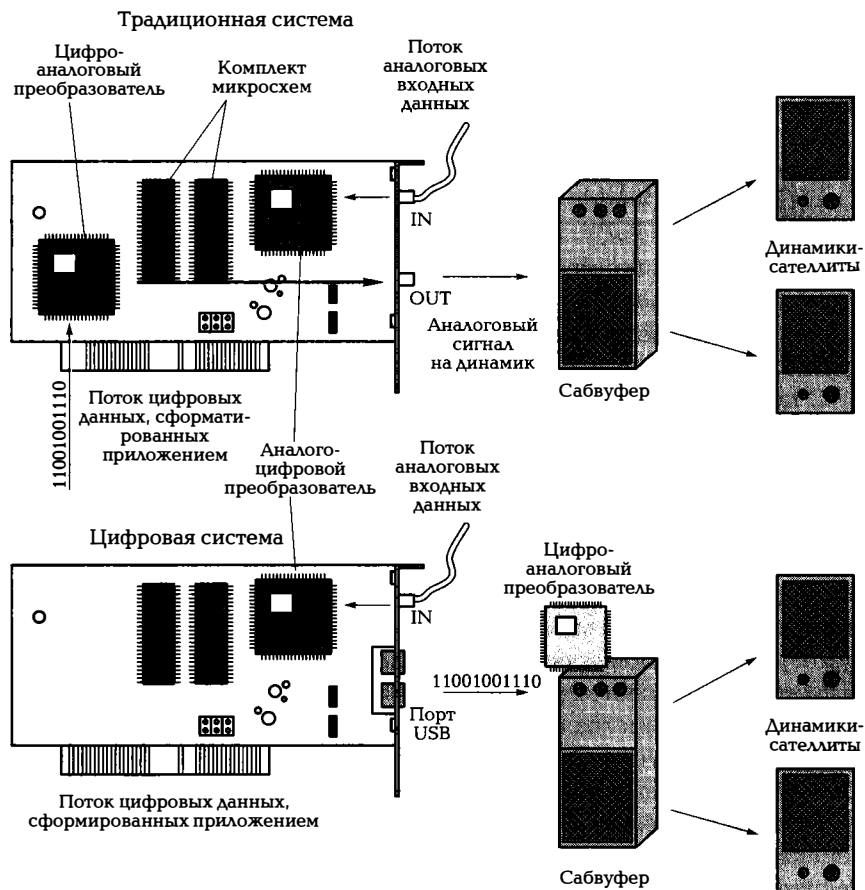 Традиционная система
Цифро-
аналоговый
преобразователь
Комплект
микросхем
Поток
аналоговых
входных
данных
IN
OUT
Аналоговый
сигнал
на динамик
Сабвуфер
Динамики-
сателлиты
11001001110
Поток цифровых
данных, сформати-
рованных
приложением
Аналого-
цифровой
преобразователь
Поток
аналоговых
входных
данных
Цифровая система
IN
Порт
USB
11001001110
Цифро-
аналоговый
преобразователь
Динамики-
сателлиты
Поток цифровых данных,
сформированных приложением
Сабвуфер